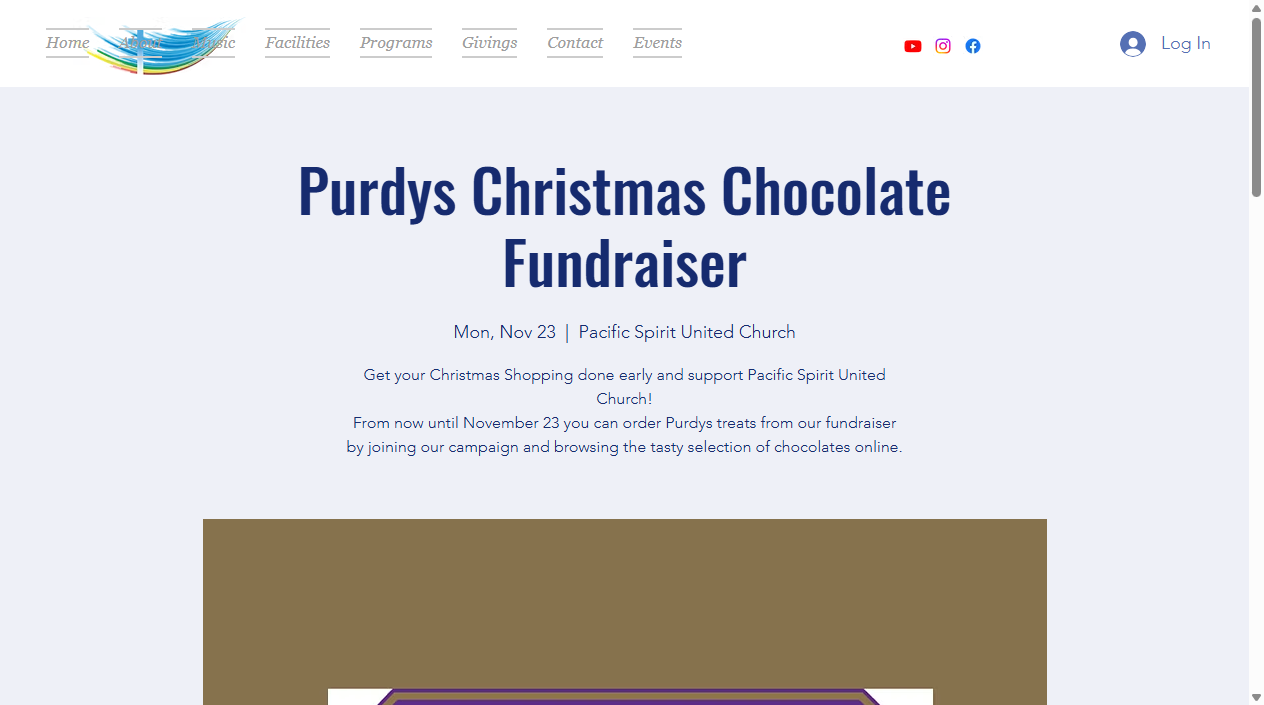 Home About Music Facilities Programs Givings Contact Events
Log In
Purdys Christmas Chocolate
Fundraiser
Mon, Nov 23 | Pacific Spirit United Church
Get your Christmas Shopping done early and support Pacific Spirit United
Church!
From now until November 23 you can order Purdys treats from our fundraiser
by joining our campaign and browsing the tasty selection of chocolates online.